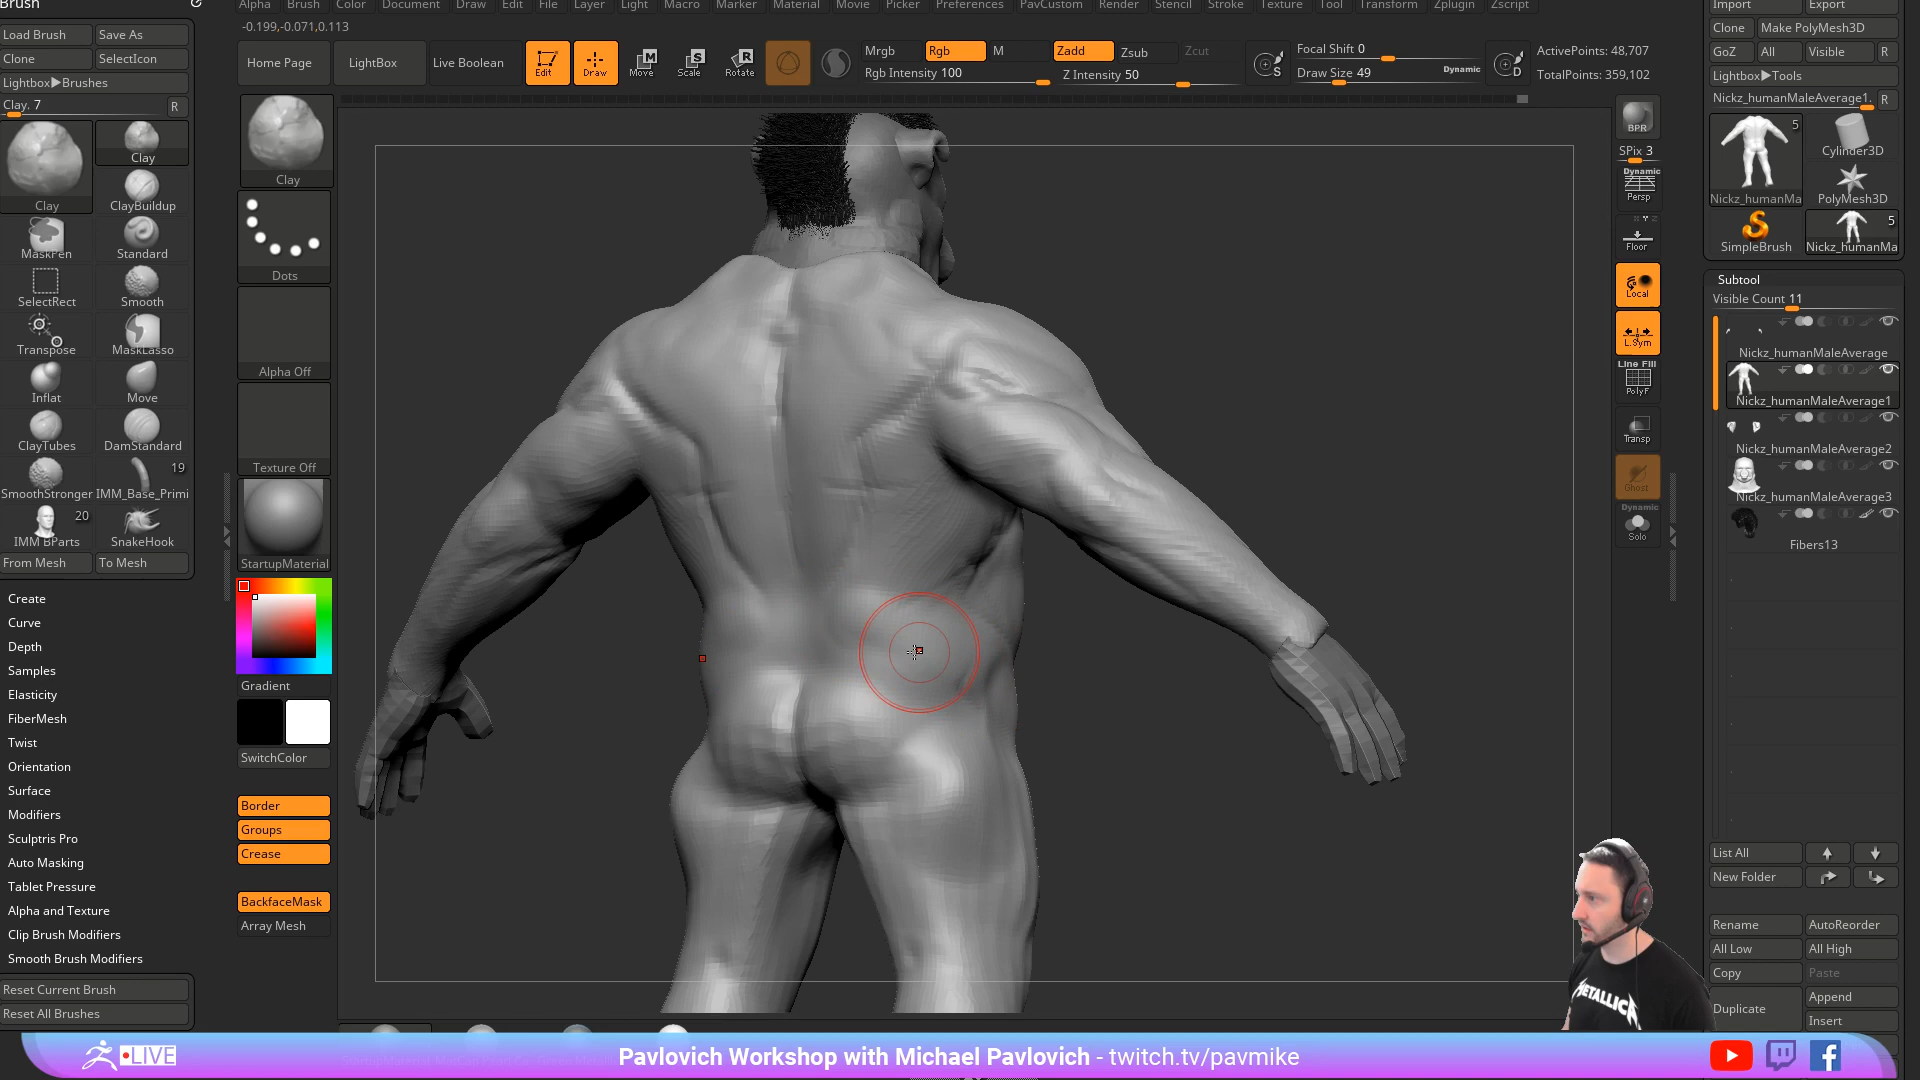 Brush
Alpha Brush Color Document Draw Edit File Layer Light Macro Marker Material Movie Picker Preferences PavCustom Render Stencil Stroke Texture Tool Transform Zplugin Zscript
Import Export
-0.199,-0.071,0.113
Load Brush Save As
Clone SelectIcon
Lightbox▶Brushes
Clay. 7 R
Clay
Clay
ClayBuildup
MaskPen Standard
SelectRect Smooth
Transpose MaskLasso
Inflat Move
ClayTubes DamStandard
19
SmoothStronger IMM_Base_Primi
20
IMM BParts SnakeHook
From Mesh To Mesh
Create
Curve
Depth
Samples
Elasticity
FiberMesh
Twist
Orientation
Surface
Modifiers
Sculptris Pro
Auto Masking
Tablet Pressure
Alpha and Texture
Clip Brush Modifiers
Smooth Brush Modifiers
Reset Current Brush
Reset All Brushes
Home Page LightBox Live Boolean Edit Draw Move Scale Rotate
Mrgb Rgb M Zadd Zsub Zcut
Rgb Intensity 100 Z Intensity 50
S Focal Shift 0
Draw Size 49 Dynamic D
ActivePoints: 48,707
TotalPoints: 359,102
Clay
Dots
Alpha Off
Texture Off
StartupMaterial
Gradient
SwitchColor
Border
Groups
Crease
BackfaceMask
Array Mesh
BPR
SPix 3
Dynamic
Persp
Floor
Local
L.Sym
Line Fill
PolyF
Transp
Ghost
Dynamic
Solo
Clone Make PolyMesh3D
GoZ All Visible R
Lightbox▶Tools
Nickz_humanMaleAverage1. R
5
Cylinder3D
Nickz_humanMa PolyMesh3D
5
SimpleBrush Nickz_humanMa
Subtool
Visible Count 11
Nickz_humanMaleAverage
Nickz_humanMaleAverage1
Nickz_humanMaleAverage2
Nickz_humanMaleAverage3
Fibers13
List All
New Folder
Rename AutoReorder
All Low All High
Copy Paste
Duplicate Append
Insert
METALLICA
LIVE
Pavlovich Workshop with Michael Pavlovich - twitch.tv/pavmike